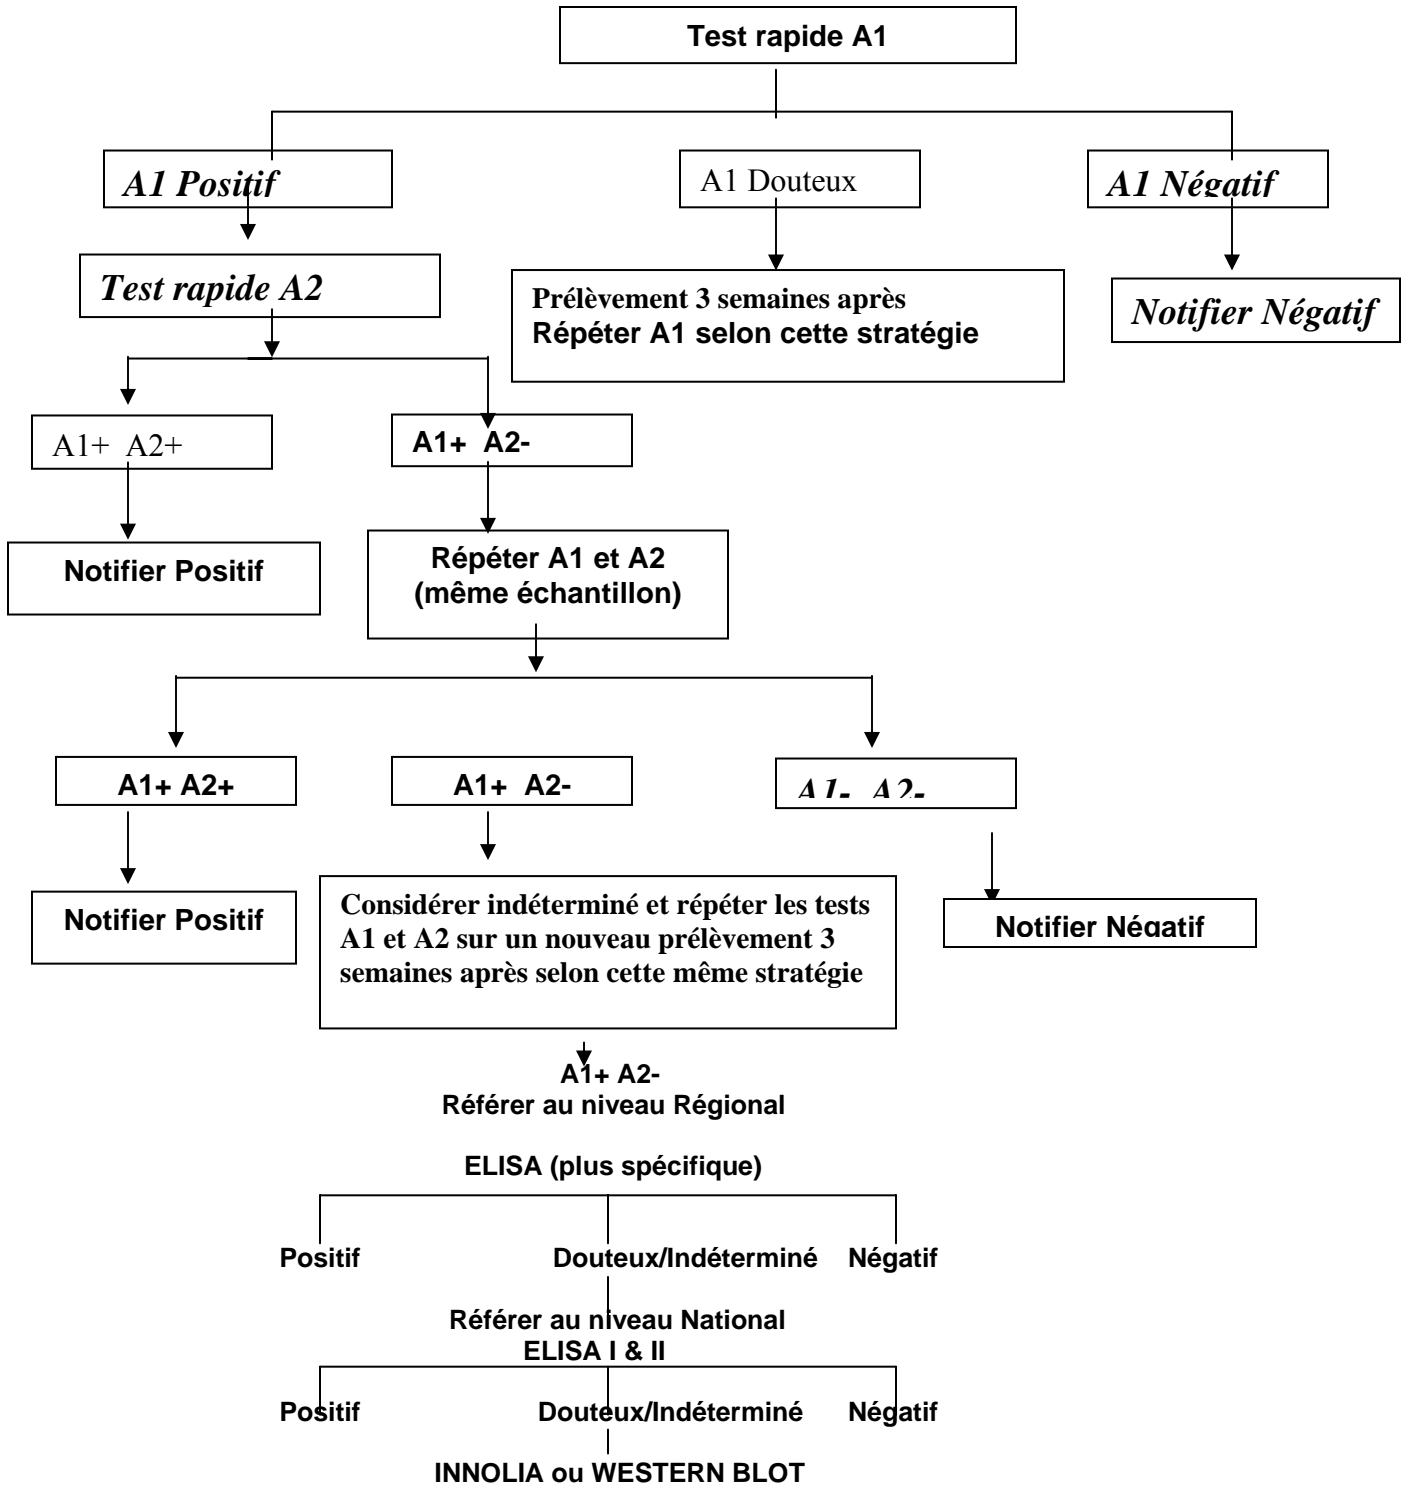 Test rapide A1
A1 Positif
A1 Douteux
A1 Négatif
Test rapide A2
Prélèvement 3 semaines après
Répéter A1 selon cette stratégie
Notifier Négatif
A1+ A2+
A1+ A2-
Notifier Positif
Répéter A1 et A2
(même échantillon)
A1+ A2+
A1+ A2-
A1- A2-
Notifier Positif
Considérer indéterminé et répéter les tests
A1 et A2 sur un nouveau prélèvement 3
semaines après selon cette même stratégie
Notifier Négatif
A1+ A2-
Référer au niveau Régional
ELISA (plus spécifique)
Positif
Douteux/Indéterminé
Négatif
Référer au niveau National
ELISA I & II
Positif
Douteux/Indéterminé
Négatif
INNOLIA ou WESTERN BLOT